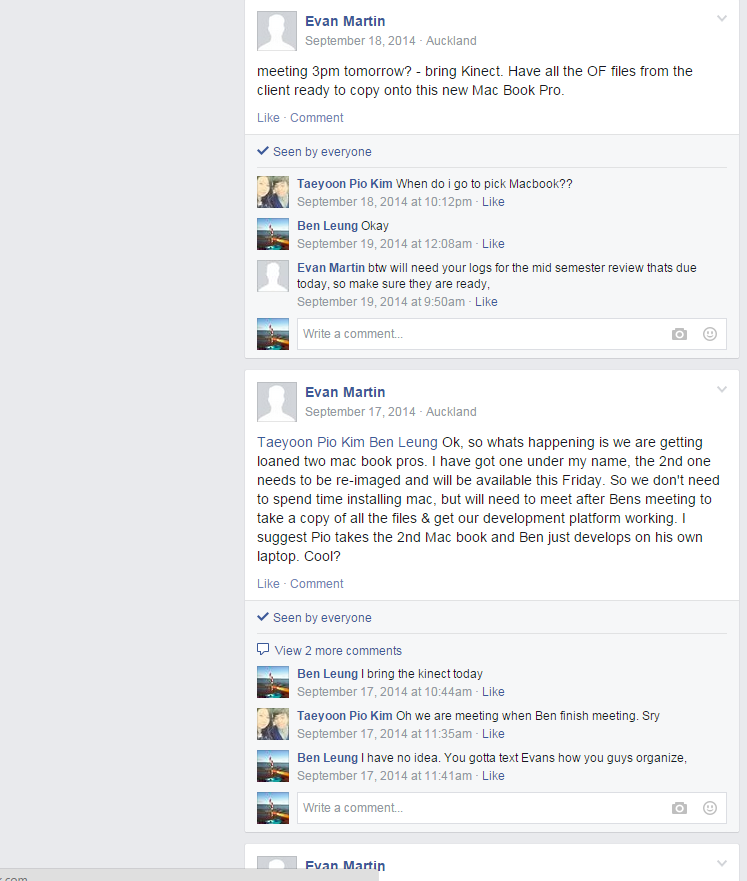 Evan Martin
September 18, 2014 · Auckland
meeting 3pm tomorrow? - bring Kinect. Have all the OF files from the
client ready to copy onto this new Mac Book Pro.
Like · Comment
Seen by everyone
Taeyoon Pio Kim When do i go to pick Macbook??
September 18, 2014 at 10:12pm · Like
Ben Leung Okay
September 19, 2014 at 12:08am · Like
Evan Martin btw will need your logs for the mid semester review thats due
today, so make sure they are ready,
September 19, 2014 at 9:50am · Like
Write a comment...
Evan Martin
September 17, 2014 · Auckland
Taeyoon Pio Kim Ben Leung Ok, so whats happening is we are getting
loaned two mac book pros. I have got one under my name, the 2nd one
needs to be re-imaged and will be available this Friday. So we don't need
to spend time installing mac, but will need to meet after Bens meeting to
take a copy of all the files & get our development platform working. I
suggest Pio takes the 2nd Mac book and Ben just develops on his own
laptop. Cool?
Like · Comment
Seen by everyone
View 2 more comments
Ben Leung I bring the kinect today
September 17, 2014 at 10:44am · Like
Taeyoon Pio Kim Oh we are meeting when Ben finish meeting. Sry
September 17, 2014 at 11:35am · Like
Ben Leung I have no idea. You gotta text Evans how you guys organize,
September 17, 2014 at 11:41am · Like
Write a comment...
Evan Martin